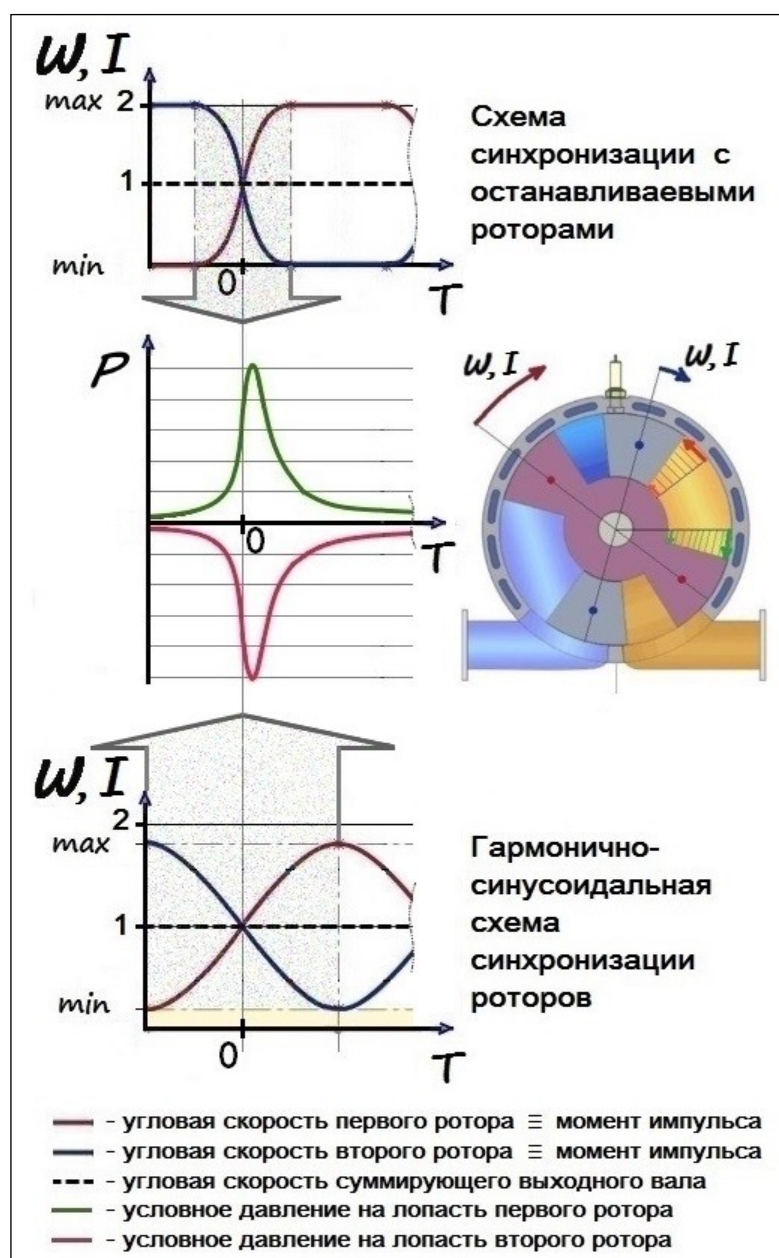 ω, I
max 2
1
min
0
T
Схема
синхронизации с
останавливаевыми
роторами
P
0
T
ω, I
ω, I
ω, I
2
max
1
min
0
T
Гармонично-
синусоидальная
схема
синхронизации
роторов
- угловая скорость первого ротора ≡ момент импульса
- угловая скорость второго ротора ≡ момент импульса
- угловая скорость суммирующего выходного вала
- условное давление на лопасть первого ротора
- условное давление на лопасть второго ротора